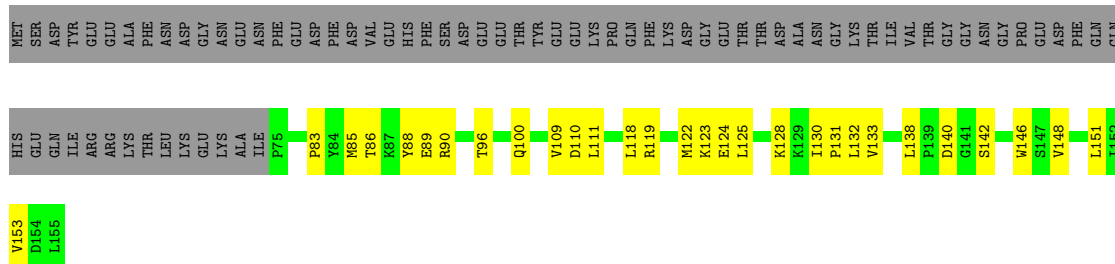 MET SER ASP TYR GLU GLU ALA PHE ASN ASP GLY ASN GLU ASN PHE GLU ASP PHE ASP VAL GLU HIS PHE SER ASP GLU GLU THR TYR GLU GLU LYS PRO GLN PHE LYS ASP GLY GLU THR THR ASP ALA ASN GLY LYS THR ILE VAL THR GLY GLY ASN GLY PRO GLU ASP PHE GLN GLN
HIS GLU GLN ILE ARG ARG LYS THR LEU LYS GLU LYS ALA ILE P75 P83 Y84 M85 T86 K87 Y88 E89 R90 T96 Q100 V109 D110 L111 L118 R119 M122 K123 E124 L125 K128 K129 I130 P131 L132 V133 L138 P139 D140 G141 S142 W146 S147 V148 L151 I152
V153 D154 L155